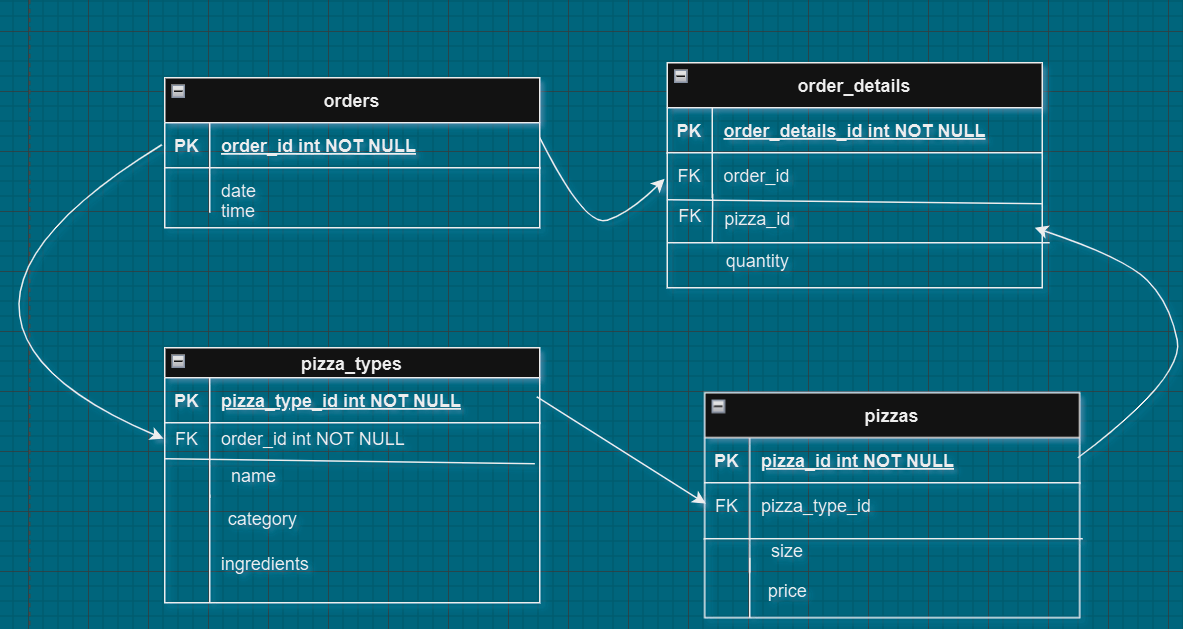 orders
PK order_id int NOT NULL
date
time
order_details
PK order_details_id int NOT NULL
FK order_id
FK pizza_id
quantity
pizza_types
PK pizza_type_id int NOT NULL
FK order_id int NOT NULL
name
category
ingredients
pizzas
PK pizza_id int NOT NULL
FK pizza_type_id
size
price